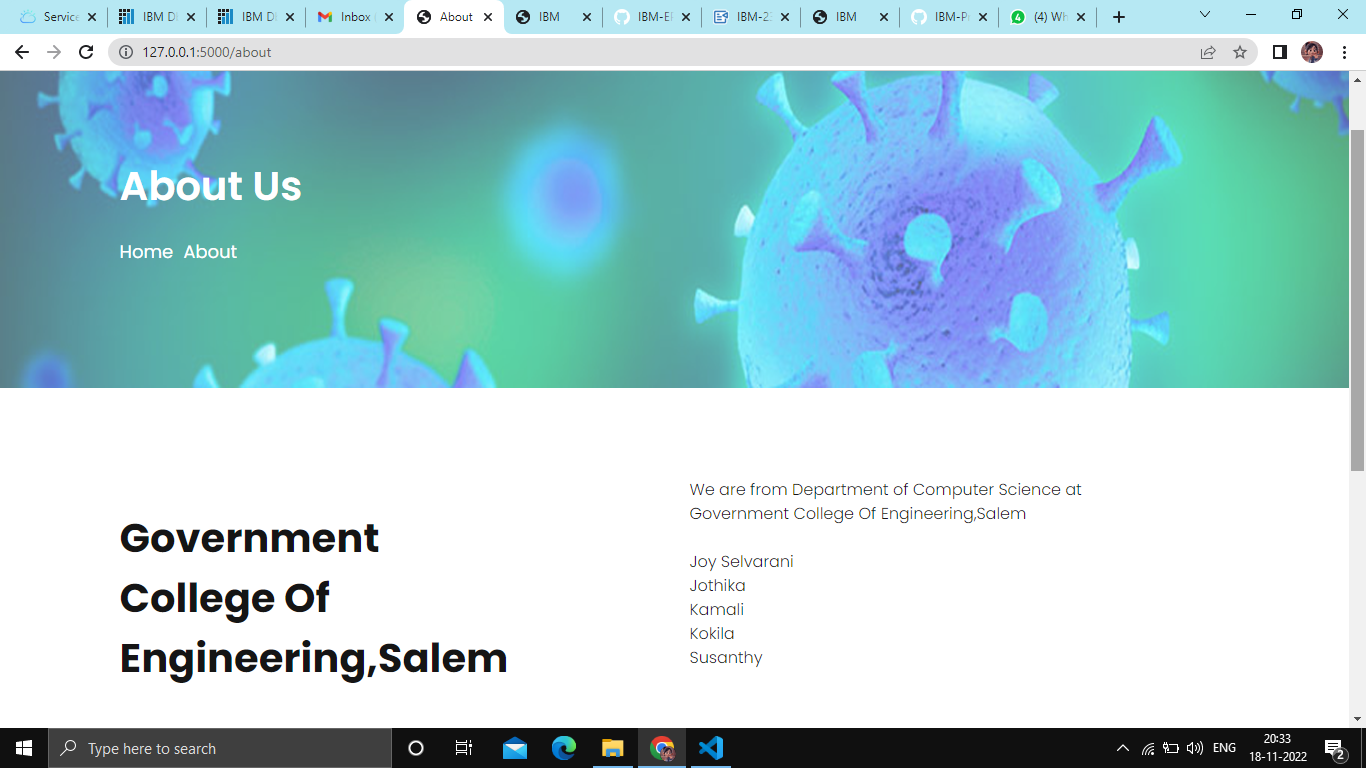 Service
IBM D
IBM D
Inbox
About
IBM
IBM-E
IBM-2
IBM
IBM-P
(4) Wh
127.0.0.1:5000/about
About Us
Home About
We are from Department of Computer Science at
Government College Of Engineering,Salem
Government
College Of
Engineering,Salem
Joy Selvarani
Jothika
Kamali
Kokila
Susanthy
Type here to search
ENG
20:33
18-11-2022
2